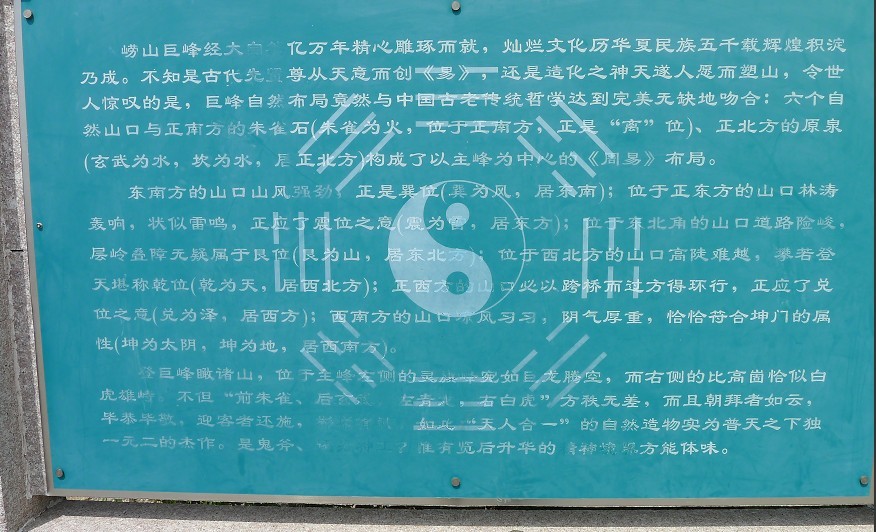 崂山巨峰经大自 亿万年精心雕琢而就，灿烂文化历华夏民族五千载辉煌积淀
乃成。不知是古代先贤尊从天意而创《易》，还是造化之神天遂人愿而塑山，令世
人惊叹的是，巨峰自然布局竟然与中国古老传统哲学达到完美无缺地吻合：六个自
然山口与正南方的朱雀石(朱雀为火，位于正南方，正是“离”位)、正北方的原泉
(玄武为水，坎为水，居正北方)构成了以主峰为中心的《周易》布局。
东南方的山口山风强劲，正是巽位(巽为风，居东南)；位于正东方的山口林涛
轰响，状似雷鸣，正应了震位之意(震为雷，居东方)；位于东北角的山口道路险峻，
层岭叠障无疑属于艮位(艮为山，居东北方)；位于西北方的山口高陡难越，攀若登
天堪称乾位(乾为天，居西北方)；正西方的山口必以跨桥而过方得环行，正应了兑
位之意(兑为泽，居西方)；西南方的山口凉风习习，阴气厚重，恰恰符合坤门的属
性(坤为太阴，坤为地，居西南方)。
登巨峰瞰诸山，位于主峰左侧的灵旗峰宛如巨龙腾空，而右侧的比高崮恰似白
虎雄峙。不但“前朱雀、后玄武、左青龙、右白虎”方秩无差，而且朝拜者如云，
毕恭毕敬，迎客者还施， 如此“天人合一”的自然造物实为普天之下独
一无二的杰作。是鬼斧、 惟有览后升华的 方能体味。